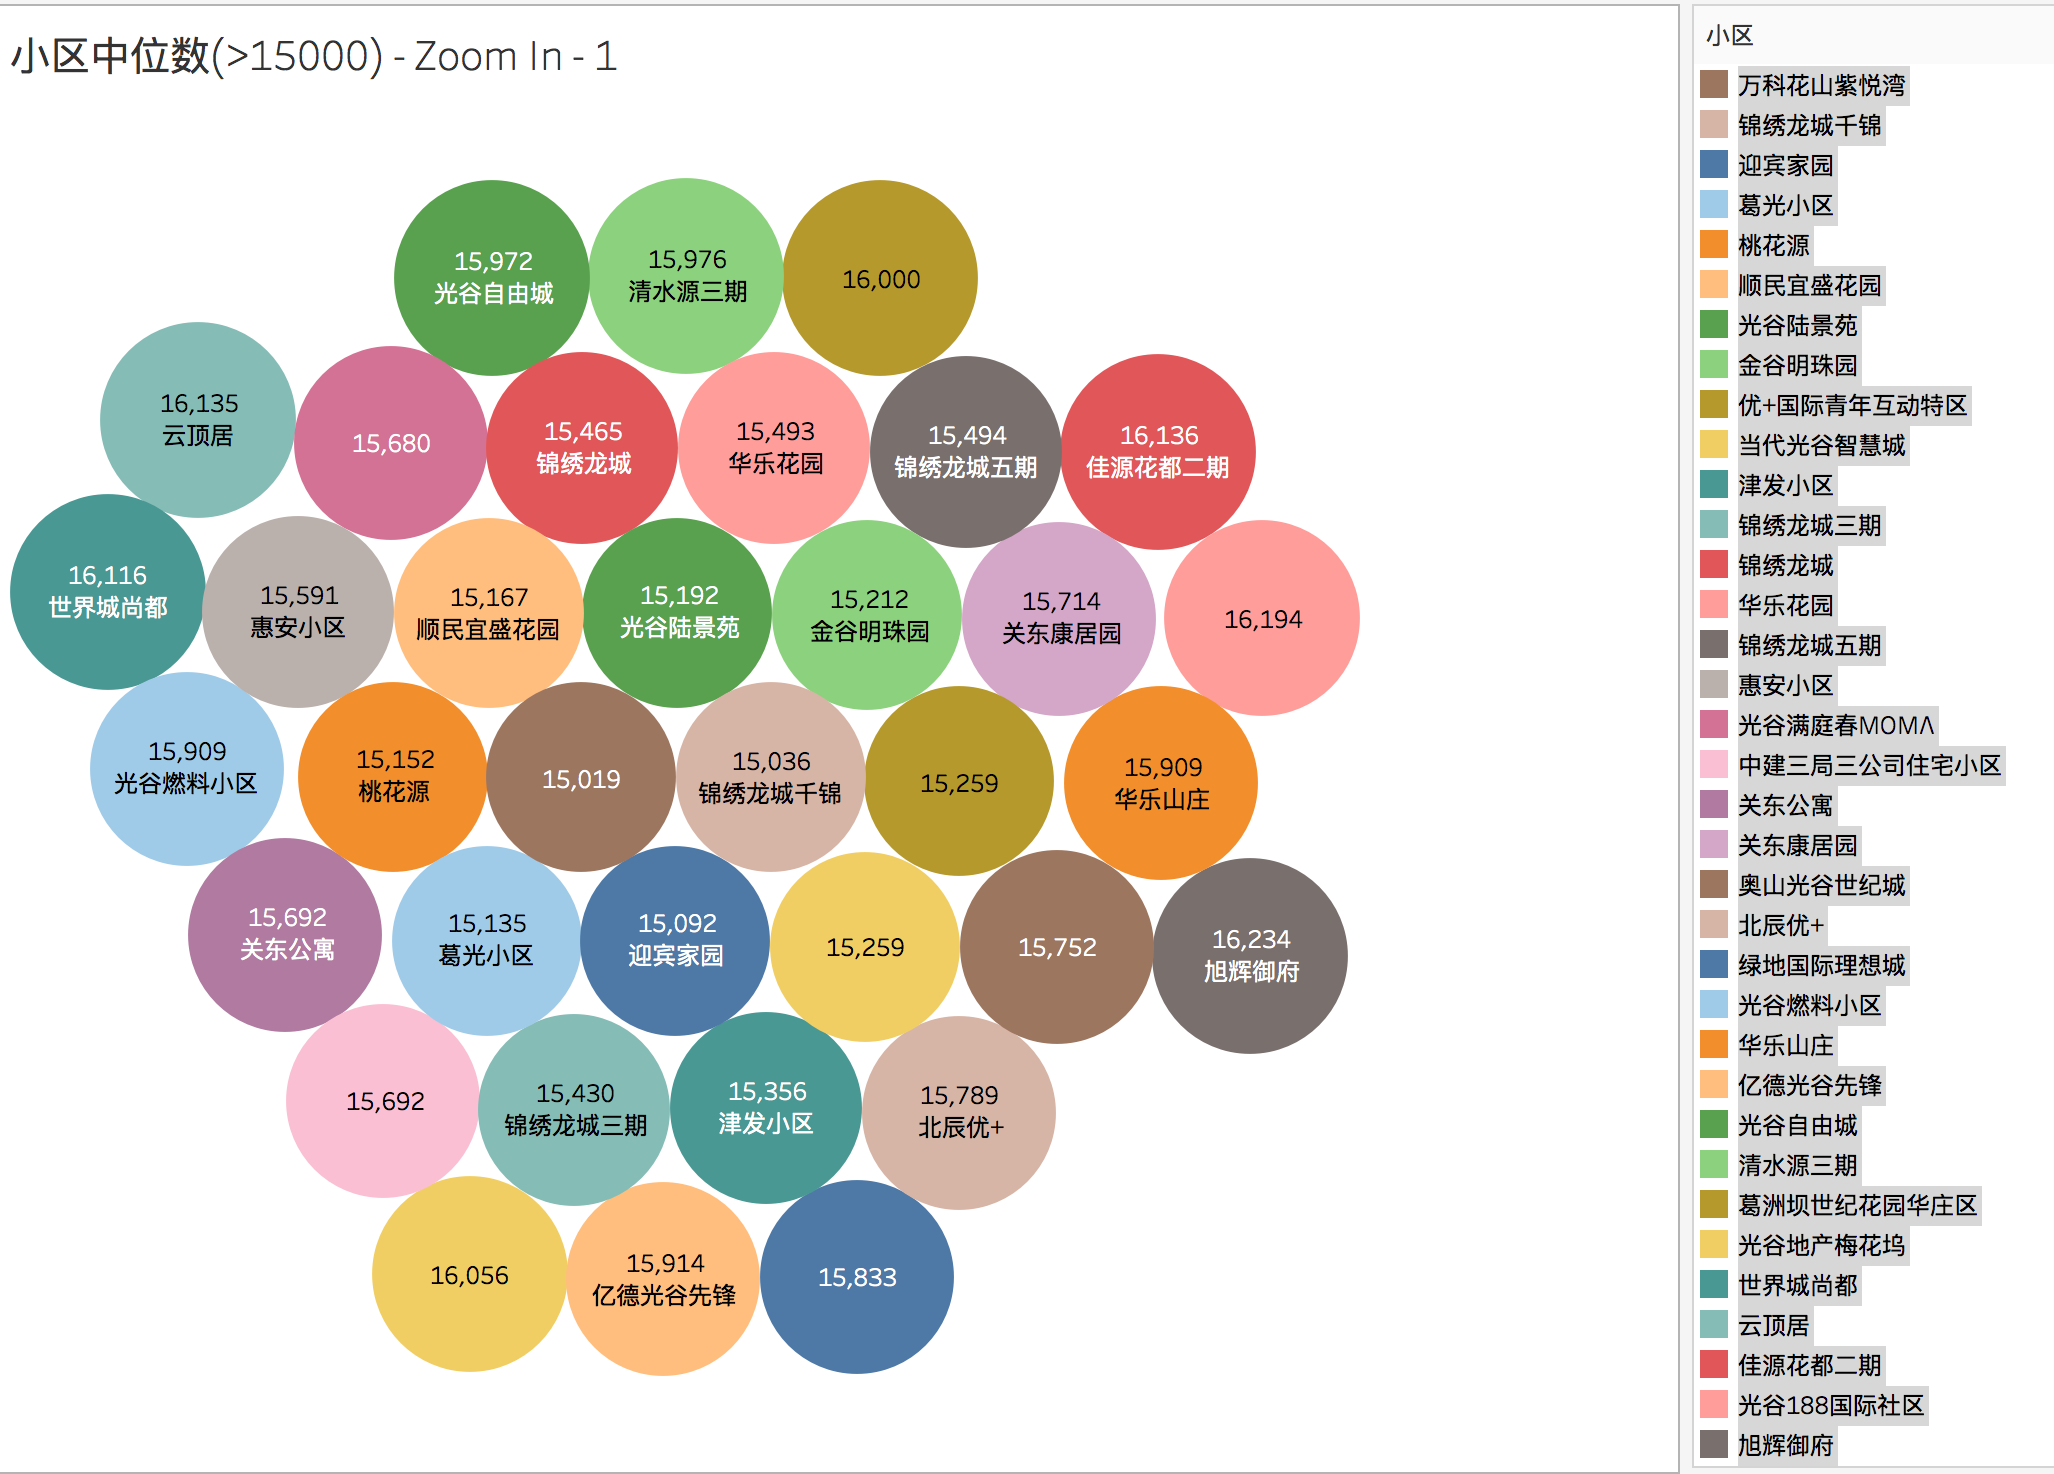 小区中位数(>15000) - Zoom In - 1
15,972
光谷自由城
15,976
清水源三期
16,000
16,135
云顶居
15,680
15,465
锦绣龙城
15,493
华乐花园
15,494
锦绣龙城五期
16,136
佳源花都二期
16,116
世界城尚都
15,591
惠安小区
15,167
顺民宜盛花园
15,192
光谷陆景苑
15,212
金谷明珠园
15,714
关东康居园
16,194
15,909
光谷燃料小区
15,152
桃花源
15,019
15,036
锦绣龙城千锦
15,259
15,909
华乐山庄
15,692
关东公寓
15,135
葛光小区
15,092
迎宾家园
15,259
15,752
16,234
旭辉御府
15,692
15,430
锦绣龙城三期
15,356
津发小区
15,789
北辰优+
16,056
15,914
亿德光谷先锋
15,833
小区
万科花山紫悦湾
锦绣龙城千锦
迎宾家园
葛光小区
桃花源
顺民宜盛花园
光谷陆景苑
金谷明珠园
优+国际青年互动特区
当代光谷智慧城
津发小区
锦绣龙城三期
锦绣龙城
华乐花园
锦绣龙城五期
惠安小区
光谷满庭春MOMΛ
中建三局三公司住宅小区
关东公寓
关东康居园
奥山光谷世纪城
北辰优+
绿地国际理想城
光谷燃料小区
华乐山庄
亿德光谷先锋
光谷自由城
清水源三期
葛洲坝世纪花园华庄区
光谷地产梅花坞
世界城尚都
云顶居
佳源花都二期
光谷188国际社区
旭辉御府